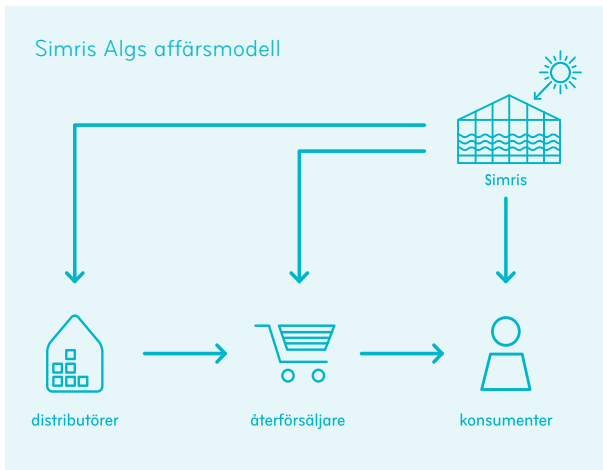 Simris Algs affärsmodell
Simris
distributörer
återförsäljare
konsumenter